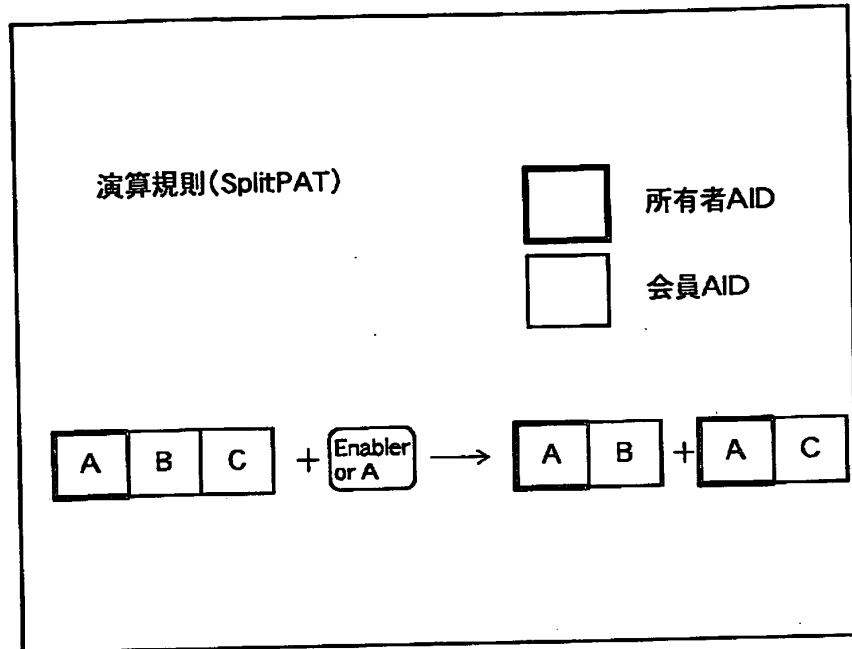 演算規則(SplitPAT)
所有者AID
会員AID
A B C + Enabler or A → A B + A C